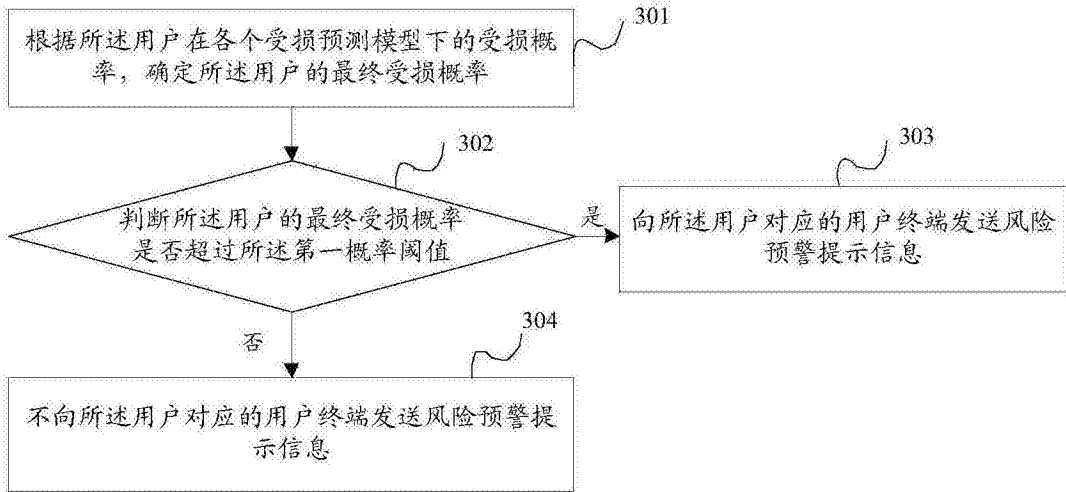 根据所述用户在各个受损预测模型下的受损概
率，确定所述用户的最终受损概率
301
302
判断所述用户的最终受损概率
是否超过所述第一概率阈值
是
303
向所述用户对应的用户终端发送风险
预警提示信息
否
304
不向所述用户对应的用户终端发送风险预警提
示信息